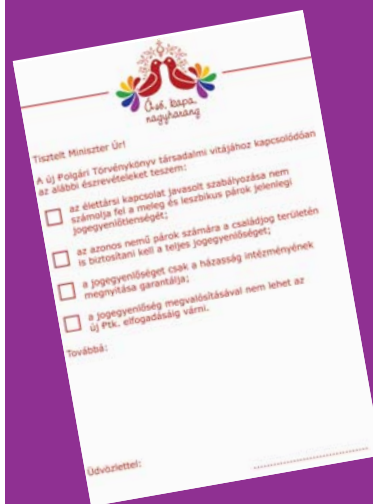 Ásó, kapa,
nagyharang
Tisztelt Miniszter Úr!
A új Polgári Törvénykönyv társadalmi vitájához kapcsolódóan
az alábbi észrevételeket teszem:
az élettársi kapcsolat javasolt szabályozása nem
számolja fel a meleg és leszbikus párok jelenlegi
jogegyenlőtlenségét;
az azonos nemű párok számára a családjog területén
is biztosítani kell a teljes jogegyenlőséget;
a jogegyenlőséget csak a házasság intézményének
megnyitása garantálja;
a jogegyenlőség megvalósításával nem lehet az
új Ptk. elfogadásáig várni.
Továbbá:
Üdvözlettel: